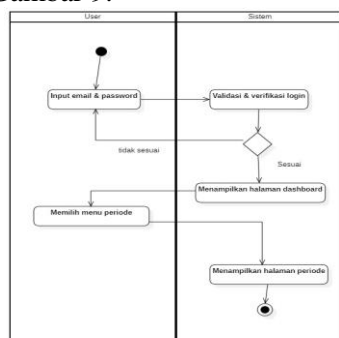 Gambar 9.
User
Sistem
Input email & password
Validasi & verifikasi login
tidak sesuai
Sesuai
Menampilkan halaman dashboard
Memilih menu periode
Menampilkan halaman periode